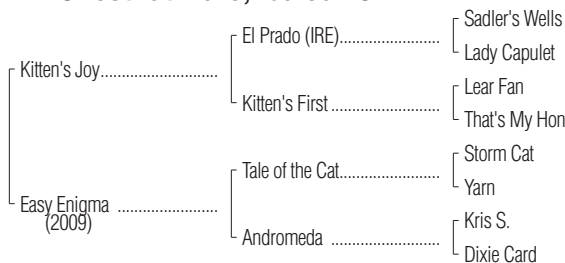 Sadler's Wells
El Prado (IRE)........................
Lady Capulet
Kitten's Joy............................
Lear Fan
Kitten's First ..........................
That's My Hon
Storm Cat
Tale of the Cat........................
Yarn
Easy Enigma ........................
(2009)
Kris S.
Andromeda ..........................
Dixie Card